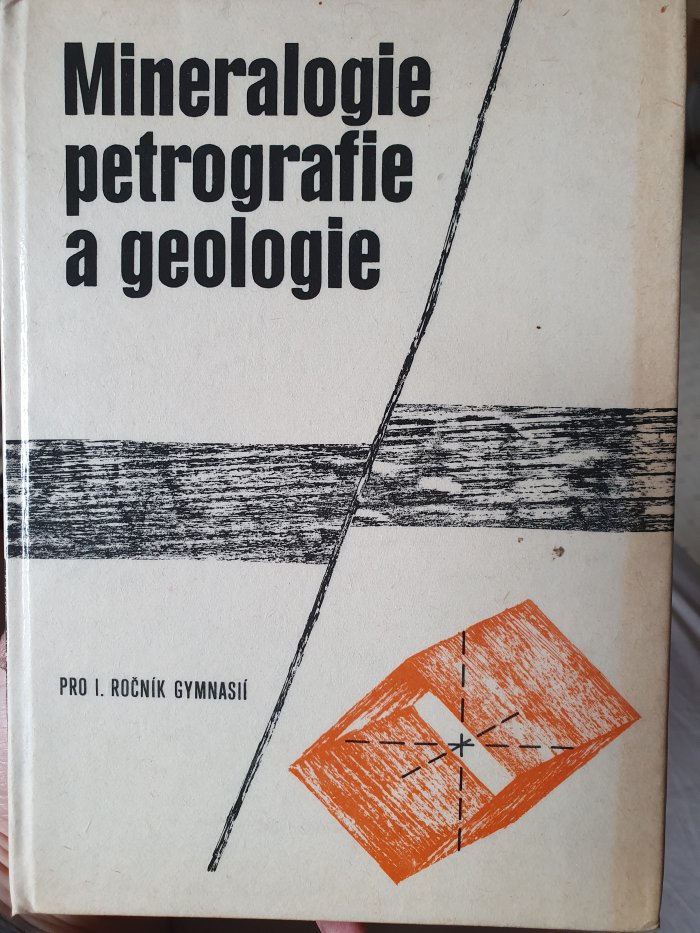 Mineralogie
petrografie
a geologie
PRO I. ROČNÍK GYMNASIÍ